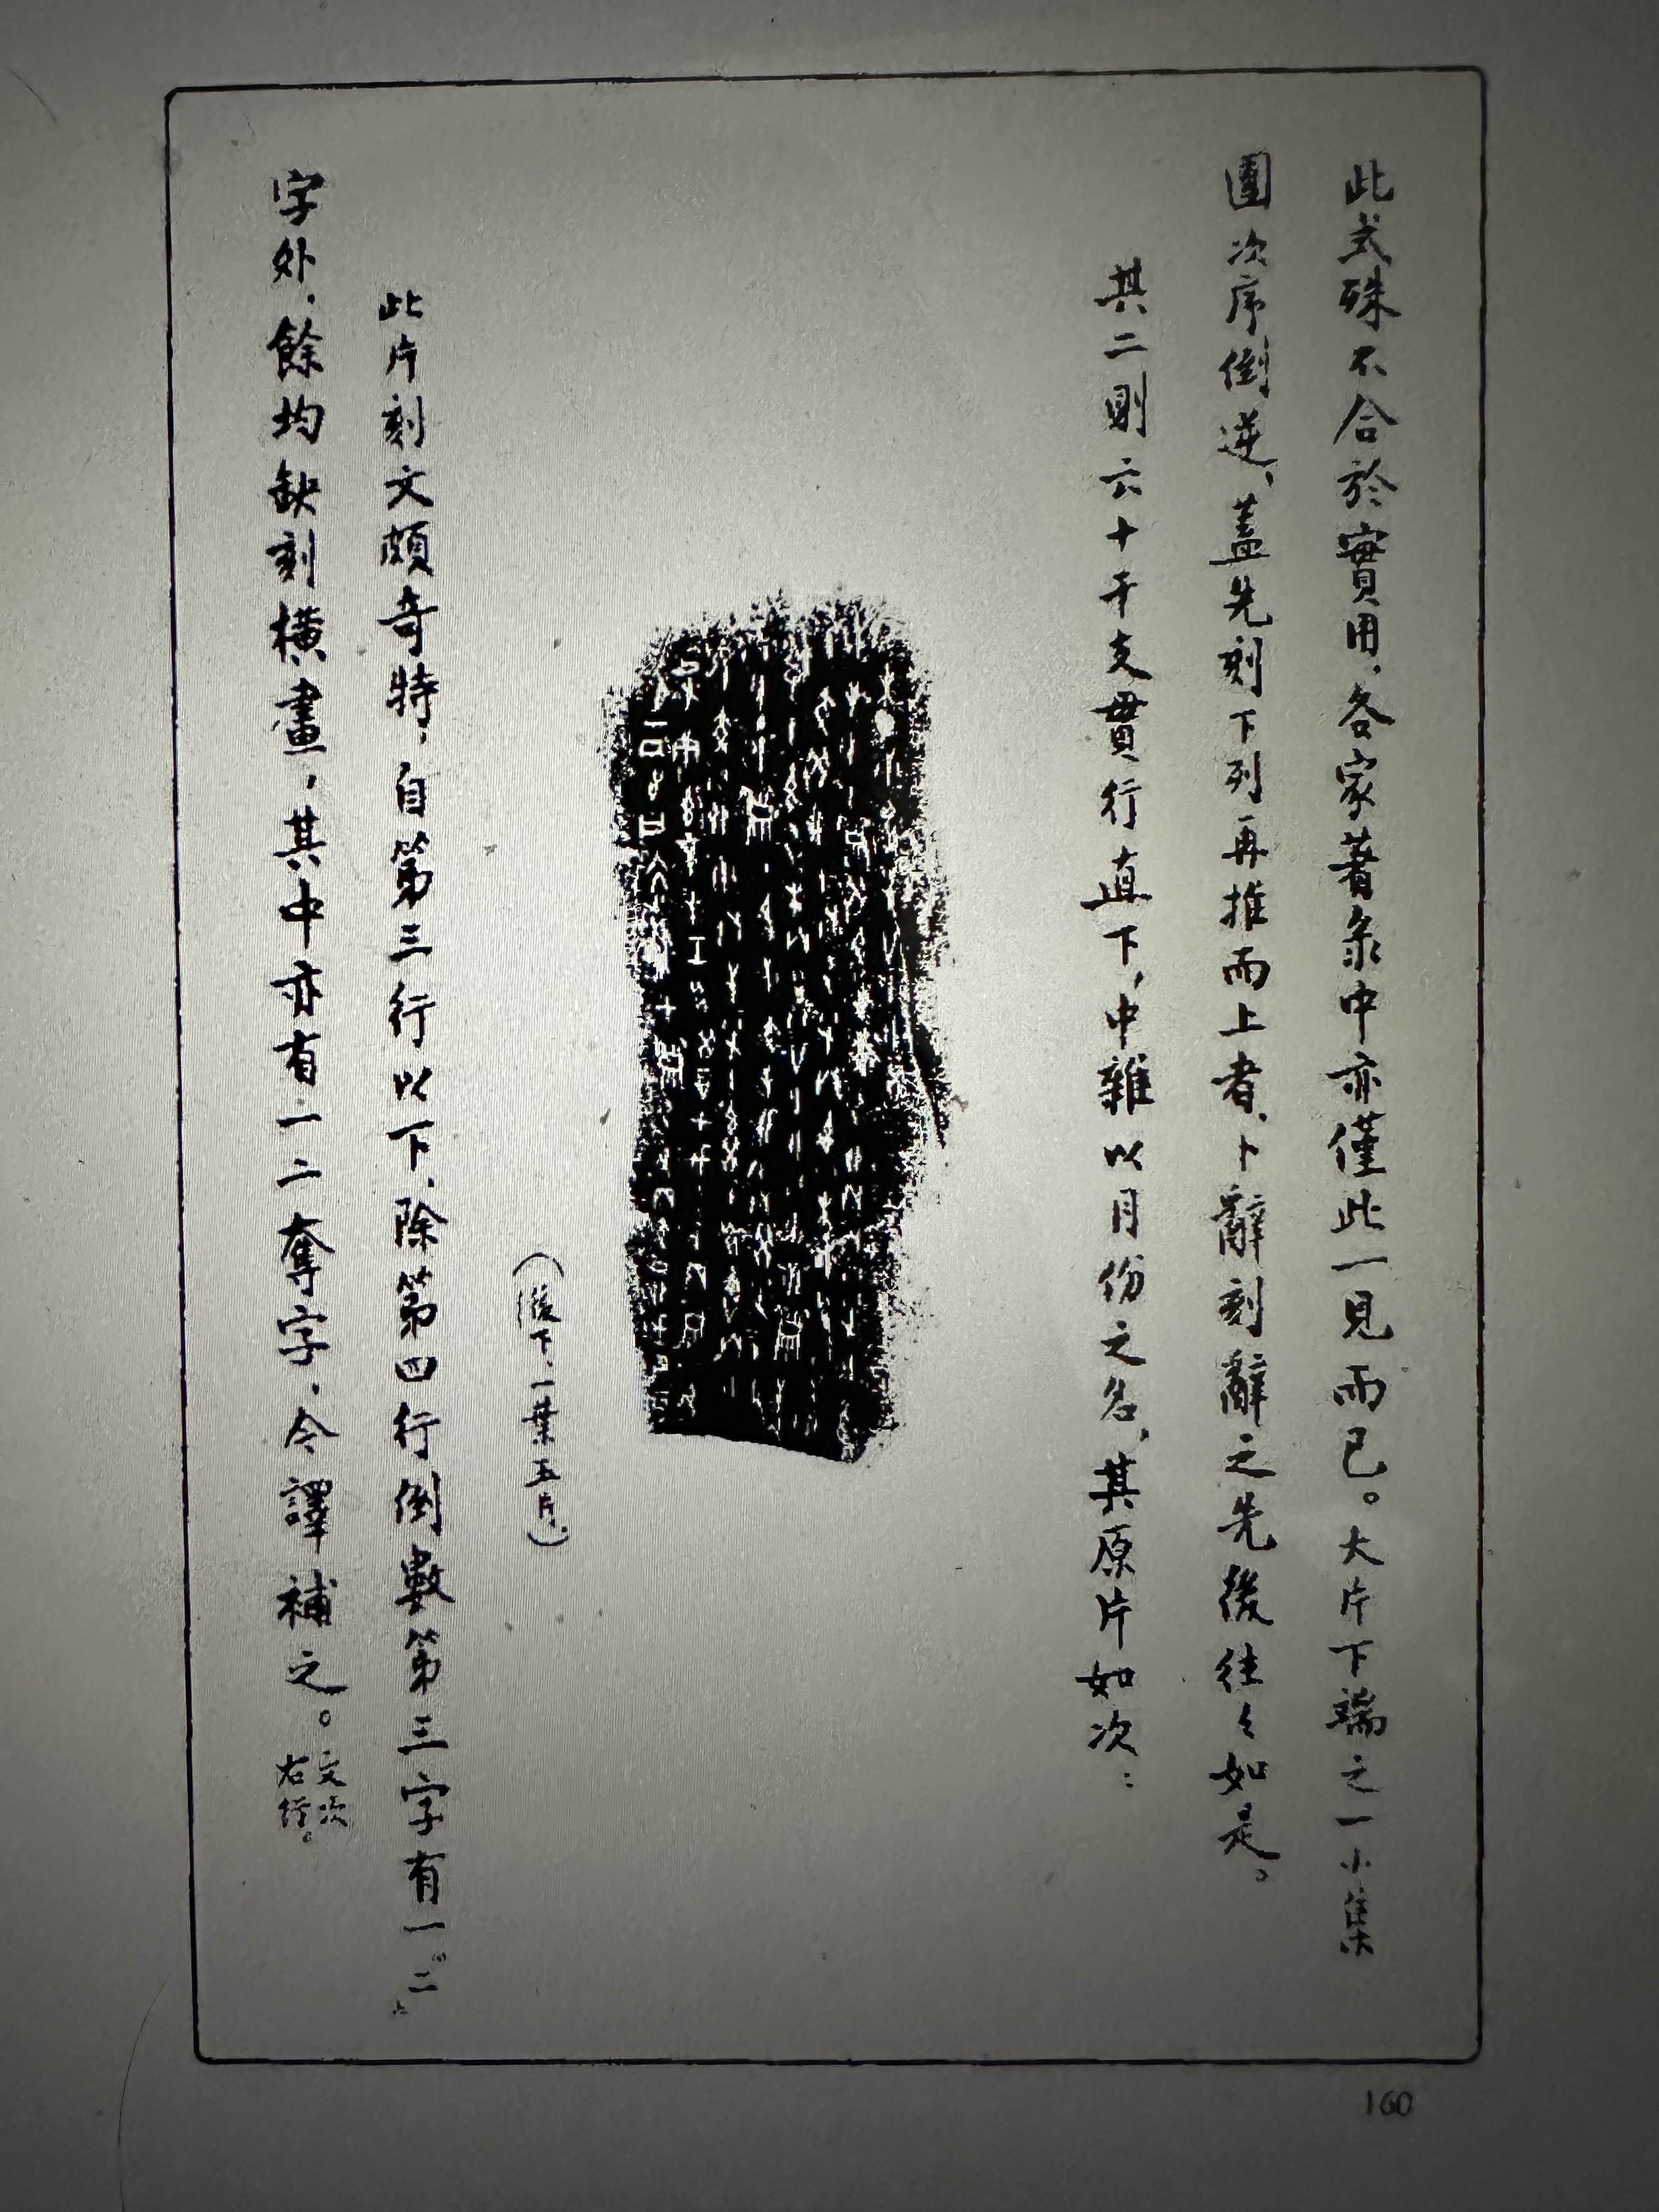 此式殊不合於實用，各家著彔中亦僅此一見而已。大片下端之一小集
團次序倒逆、蓋先刻下列再推而上者、卜辭刻辭之先後往々如是。
其二則六十干支貫行直下，中雜以月份之名，其原片如次：
（後下、一葉五片）
此片刻文頗奇特，自第三行以下、除第四行倒數第三字有一“二”
字外，餘均缺刻橫畫，其中亦有一二奪字，今譯補之。文次右行。
160